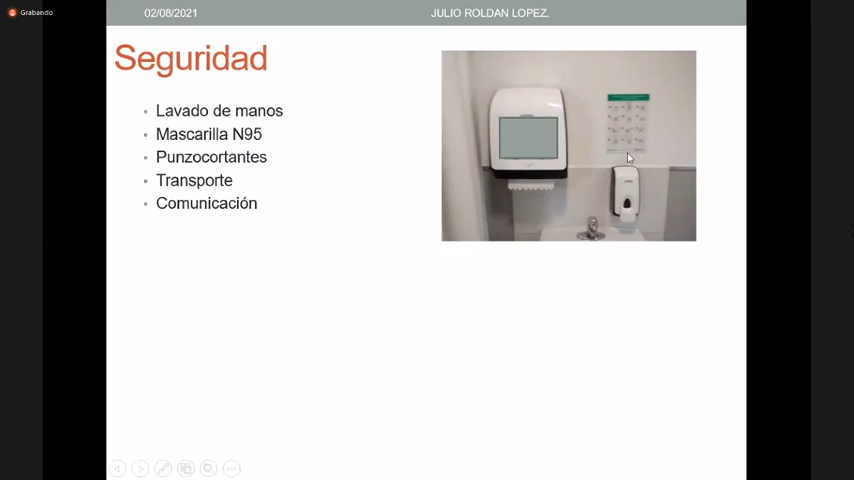 Grabando
02/08/2021
JULIO ROLDAN LOPEZ.
Seguridad
Lavado de manos
Mascarilla N95
Punzocortantes
Transporte
Comunicación